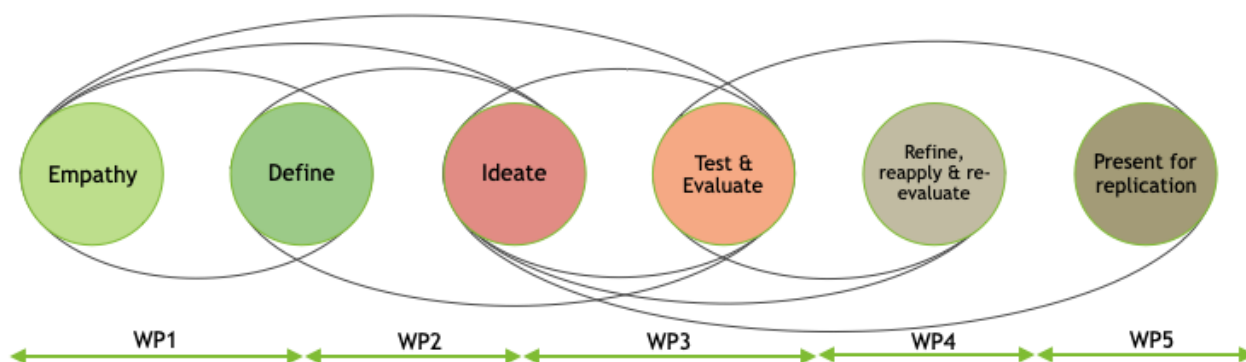 Empathy
Define
Ideate
Test &
Evaluate
Refine,
reapply & re-
evaluate
Present for
replication
WP1
WP2
WP3
WP4
WP5